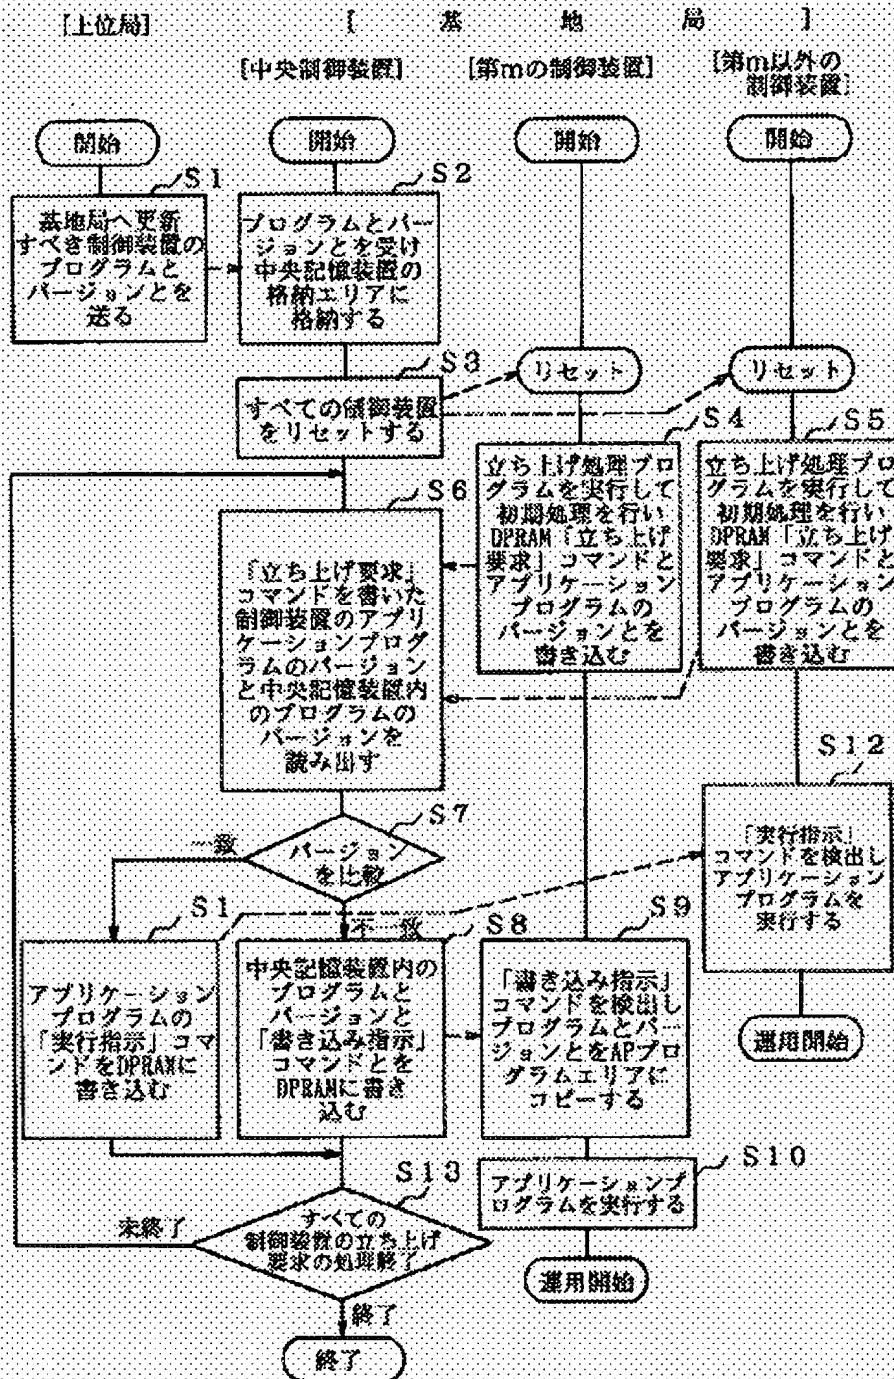 [上位局]
[ 基 地 局 ]
[中央制御装置]
[第mの制御装置]
[第m以外の
制御装置]
開始
開始
開始
開始
S1
基地局へ更新
すべき制御装置の
プログラムと
バージョンとを
送る
S2
プログラムとバー
ジョンとを受け
中央記憶装置の
格納エリアに
格納する
S3
すべての制御装置
をリセットする
リセット
リセット
S4
立ち上げ処理プロ
グラムを実行して
初期処理を行い
DPRAM「立ち上げ
要求」コマンドと
アプリケーション
プログラムの
バージョンとを
書き込む
S5
立ち上げ処理プロ
グラムを実行して
初期処理を行い
DPRAM「立ち上げ
要求」コマンドと
アプリケーション
プログラムの
バージョンとを
書き込む
S6
「立ち上げ要求」
コマンドを書いた
制御装置のアプリ
ケーションプログ
ラムのバージョン
と中央記憶装置内
のプログラムの
バージョンを
読み出す
S7
バージョン
を比較
一致
不一致
S1
アプリケーション
プログラムの
「実行指示」コマ
ンドをDPRAMに
書き込む
S8
中央記憶装置内の
プログラムと
バージョンと
「書き込み指示」
コマンドとを
DPRAMに書き
込む
S9
「書き込み指示」
コマンドを検出し
プログラムとバー
ジョンとをAPプロ
グラムエリアに
コピーする
S12
「実行指示」
コマンドを検出し
アプリケーション
プログラムを
実行する
運用開始
S10
アプリケーションプ
ログラムを実行する
運用開始
S13
すべての
制御装置の立ち上げ
要求の処理終了
未終了
終了
終了